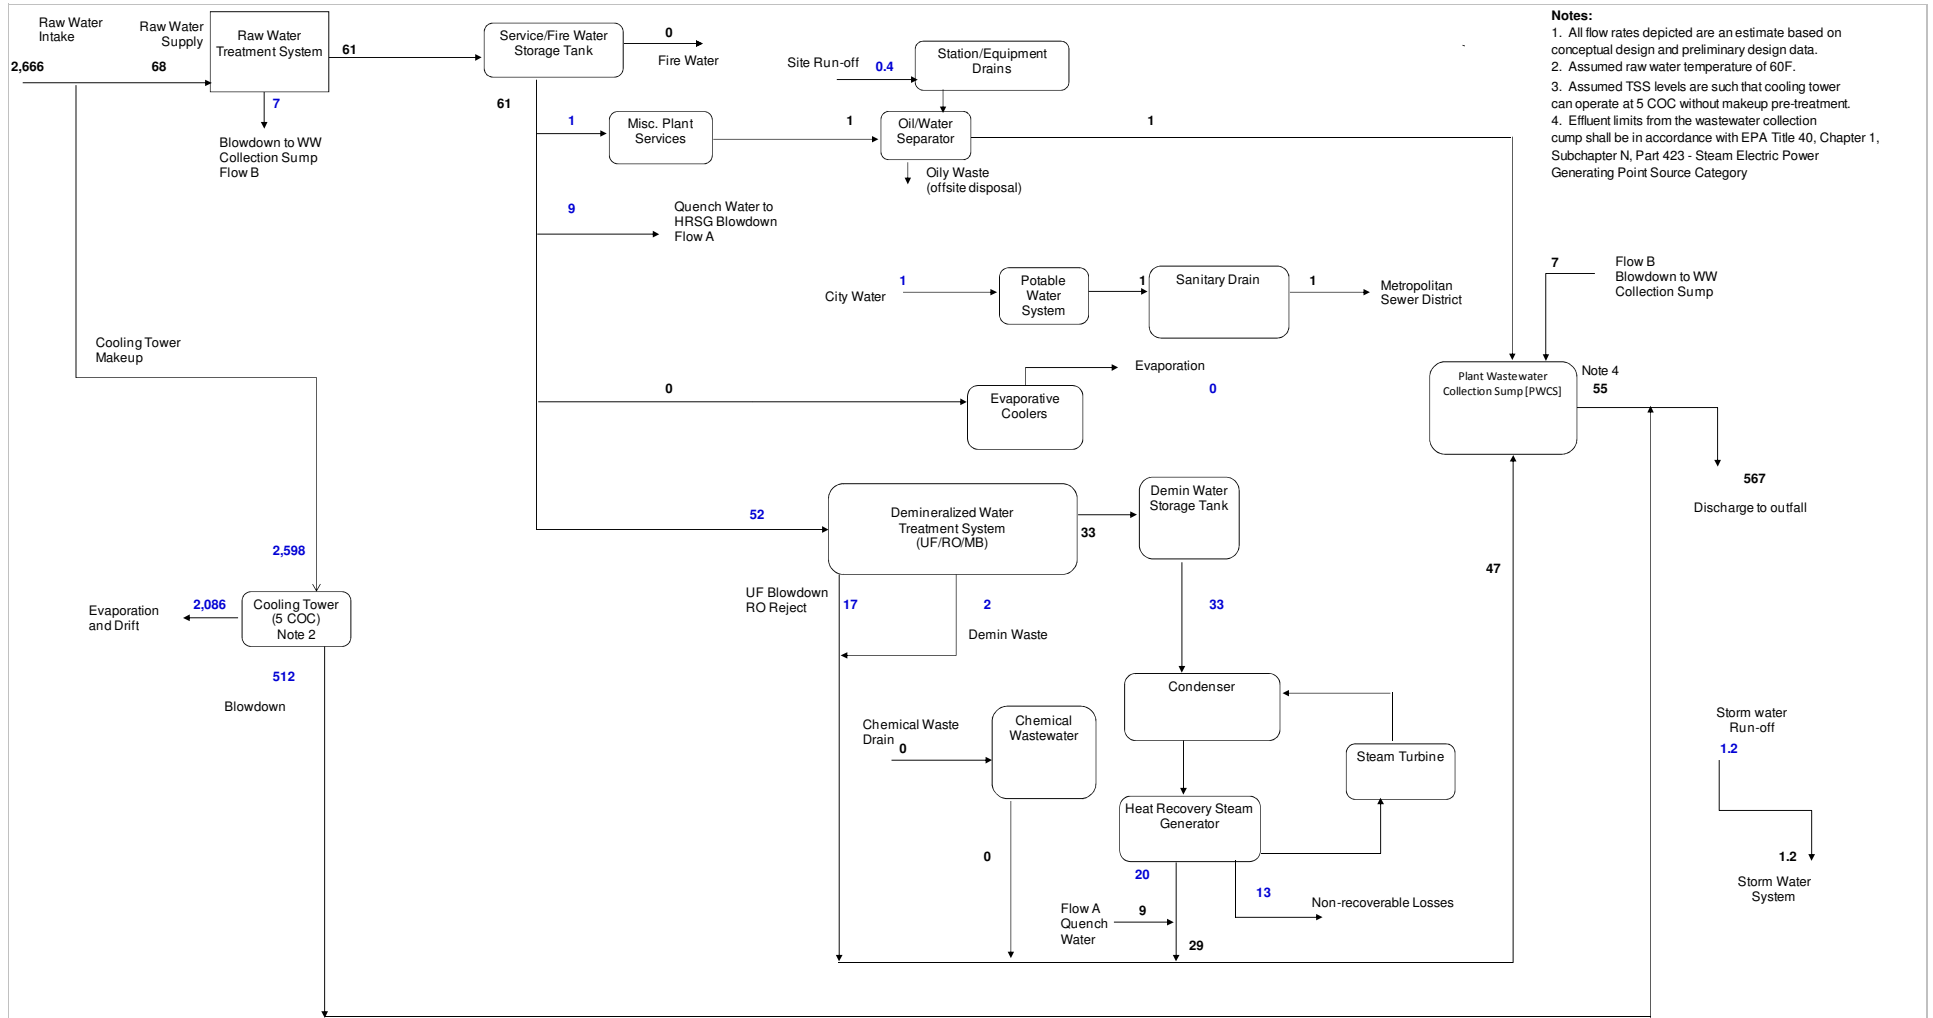 Raw Water
Intake
2,666
Raw Water
Supply
68
Raw Water
Treatment System
61
7
Blowdown to WW
Collection Sump
Flow B
Service/Fire Water
Storage Tank
0
Fire Water
61
Site Run-off
0.4
Station/Equipment
Drains
1
Misc. Plant
Services
1
Oil/Water
Separator
1
Oily Waste
(offsite disposal)
9
Quench Water to
HRSG Blowdown
Flow A
City Water
1
Potable
Water
System
1
Sanitary Drain
1
Metropolitan
Sewer District
Notes:
1. All flow rates depicted are an estimate based on
conceptual design and preliminary design data.
2. Assumed raw water temperature of 60F.
3. Assumed TSS levels are such that cooling tower
can operate at 5 COC without makeup pre-treatment.
4. Effluent limits from the wastewater collection
cump shall be in accordance with EPA Title 40, Chapter 1,
Subchapter N, Part 423 - Steam Electric Power
Generating Point Source Category
7
Flow B
Blowdown to WW
Collection Sump
Cooling Tower
Makeup
0
Evaporative
Coolers
Evaporation
0
Plant Wastewater
Collection Sump [PWCS]
Note 4
55
567
Discharge to outfall
52
Demineralized Water
Treatment System
(UF/RO/MB)
33
Demin Water
Storage Tank
47
2,598
Evaporation
and Drift
2,086
Cooling Tower
(5 COC)
Note 2
512
Blowdown
UF Blowdown
RO Reject
17
2
Demin Waste
33
Condenser
Chemical Waste
Drain
0
Chemical
Wastewater
0
Steam Turbine
Heat Recovery Steam
Generator
20
13
Non-recoverable Losses
Flow A
Quench
Water
9
29
Storm water
Run-off
1.2
1.2
Storm Water
System